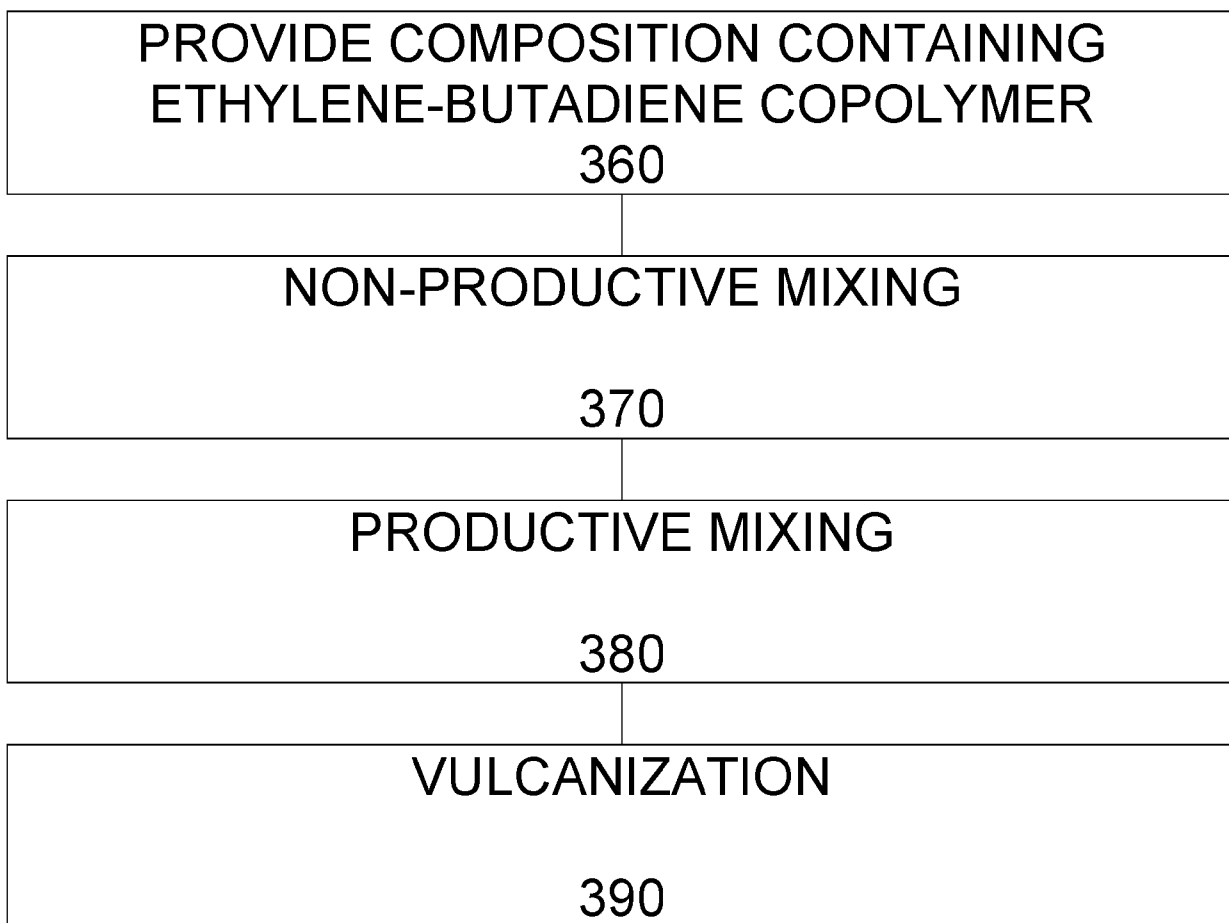 PROVIDE COMPOSITION CONTAINING
ETHYLENE-BUTADIENE COPOLYMER
360
NON-PRODUCTIVE MIXING
370
PRODUCTIVE MIXING
380
VULCANIZATION
390